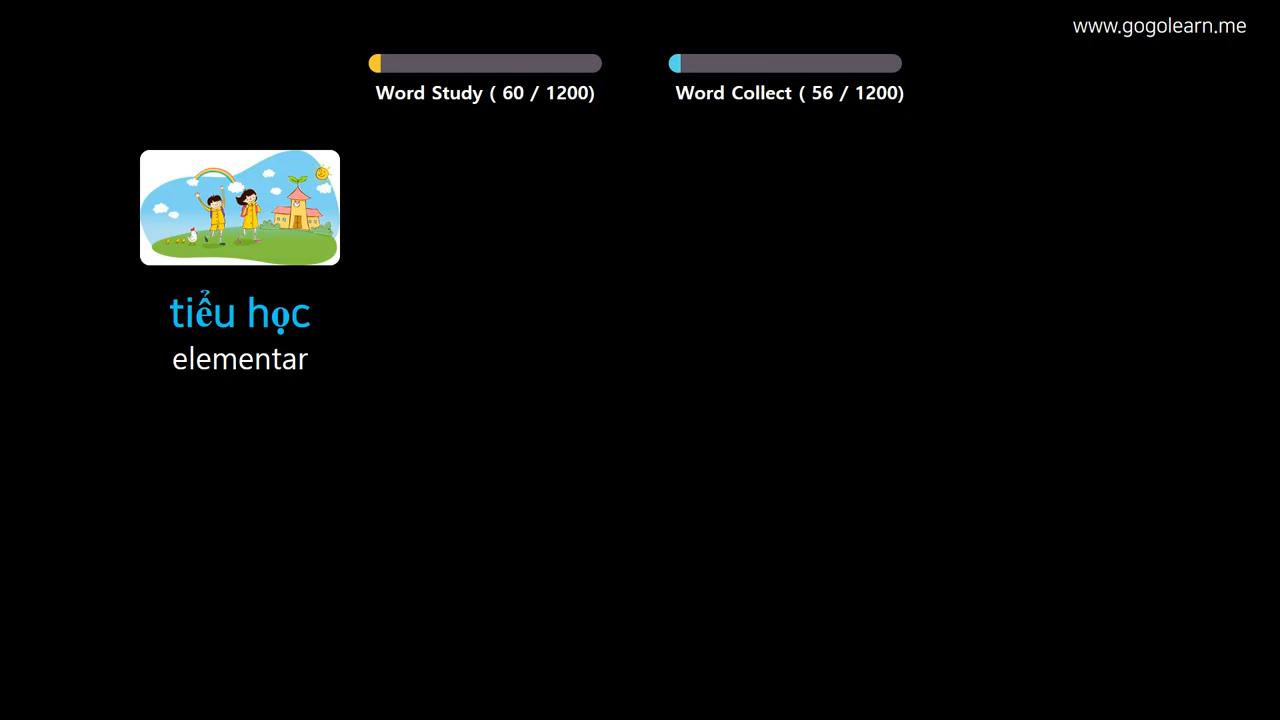 www.gogolearn.me
Word Study ( 60 / 1200)
Word Collect ( 56 / 1200)
tiểu học
elementar